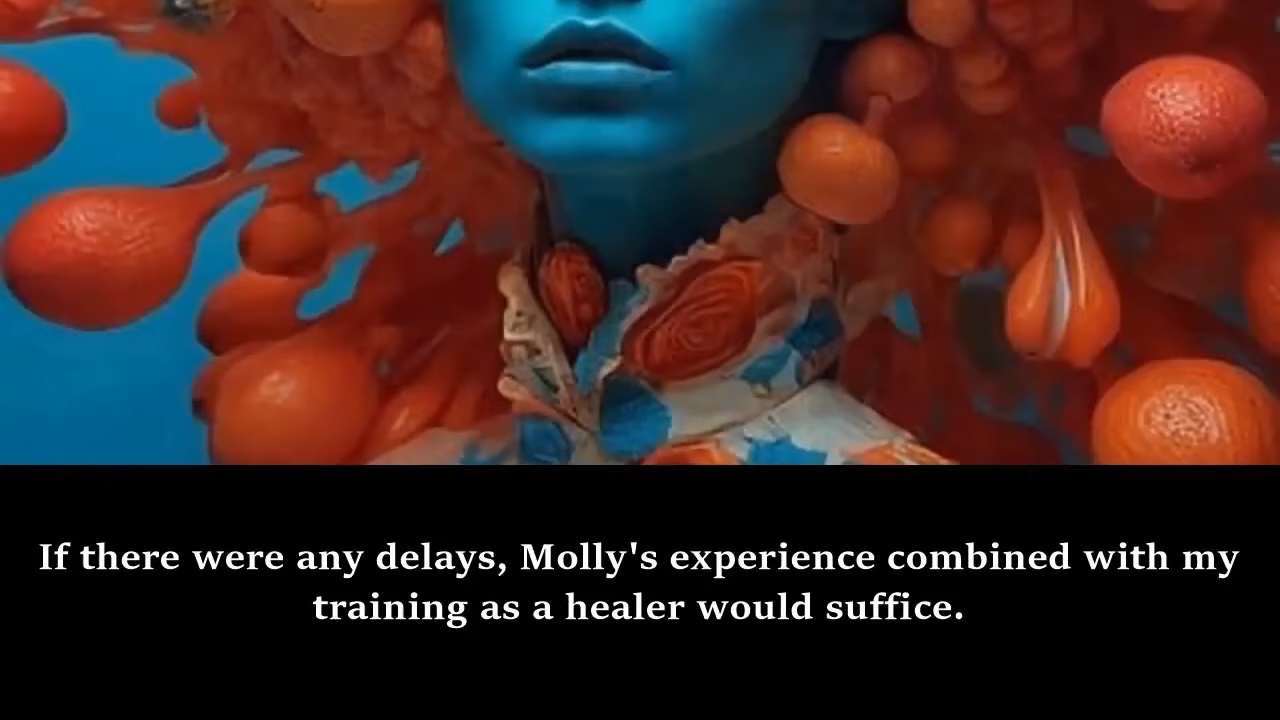 If there were any delays, Molly's experience combined with my
training as a healer would suffice.